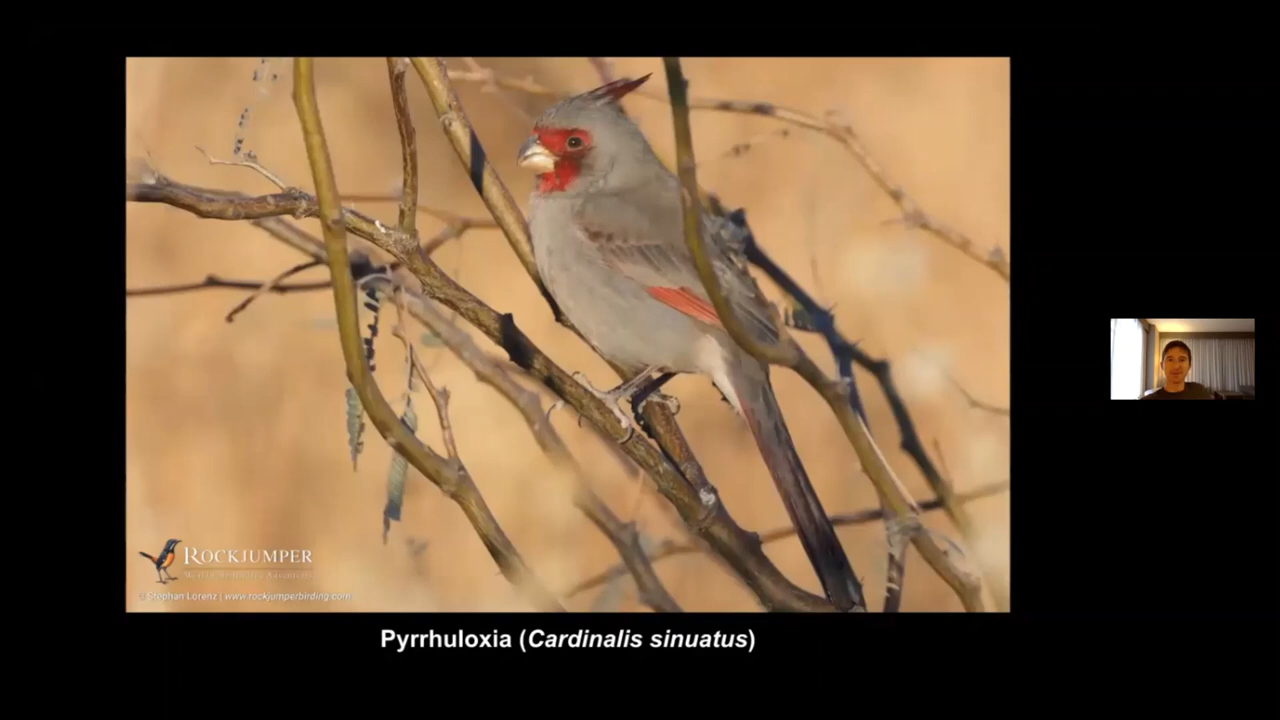 ROCKJUMPER
© Stephan Lorenz | www.rockjumperbirding.com
Pyrrhuloxia (Cardinalis sinuatus)